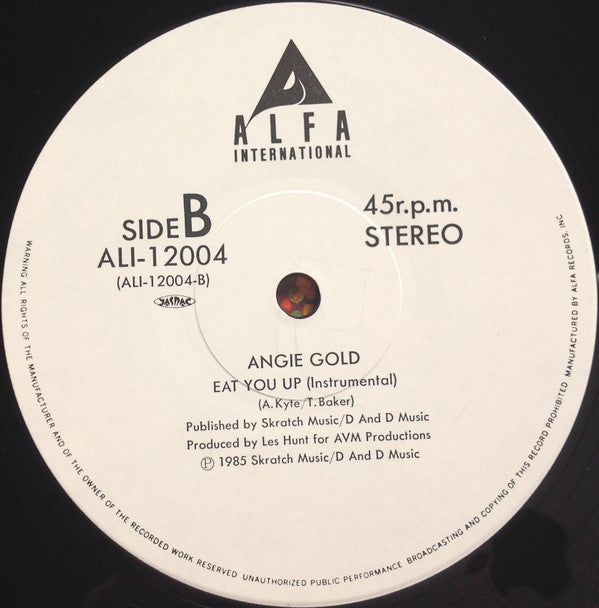 ALFA
INTERNATIONAL
SIDE B
45r.p.m.
ALI-12004
STEREO
(ALI-12004-B)
JASRAC
ANGIE GOLD
EAT YOU UP (Instrumental)
(A.Kyte/T.Baker)
Published by Skratch Music/D And D Music
Produced by Les Hunt for AVM Productions
Ⓟ 1985 Skratch Music/D And D Music
WARNING ALL RIGHTS OF THE MANUFACTURER AND OF THE OWNER OF THE RECORDED WORK RESERVED UNAUTHORIZED PUBLIC PERFORMANCE BROADCASTING AND COPYING OF THIS RECORD PROHIBITED MANUFACTURED BY ALFA RECORDS. INC